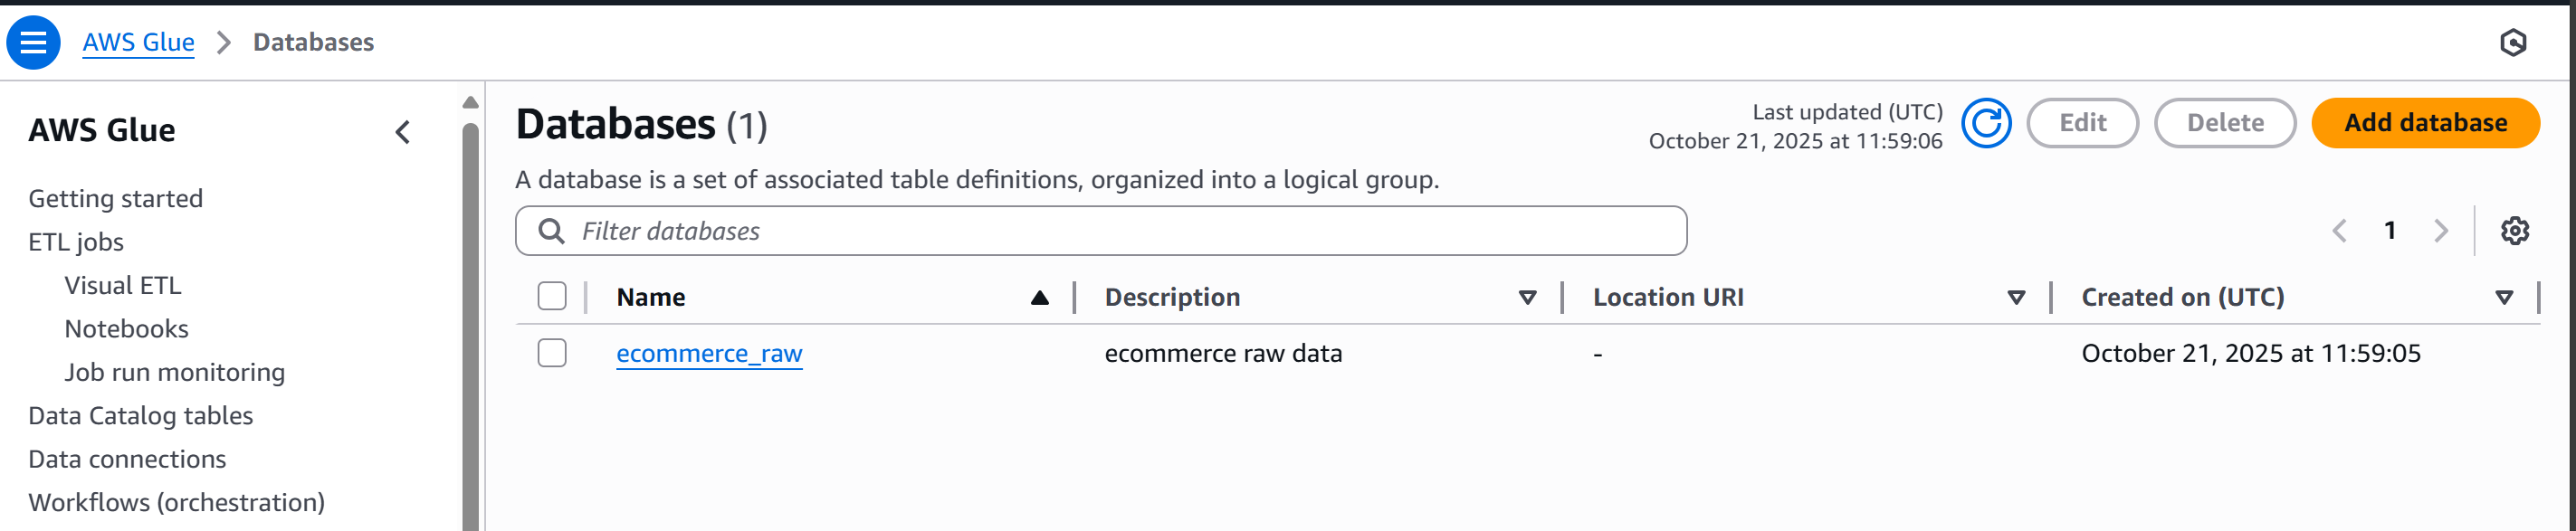 AWS Glue > Databases
AWS Glue
Getting started
ETL jobs
Visual ETL
Notebooks
Job run monitoring
Data Catalog tables
Data connections
Workflows (orchestration)
Databases (1)
Last updated (UTC)
October 21, 2025 at 11:59:06
Edit
Delete
Add database
A database is a set of associated table definitions, organized into a logical group.
Filter databases
1
Name Description Location URI Created on (UTC)
ecommerce_raw ecommerce raw data - October 21, 2025 at 11:59:05